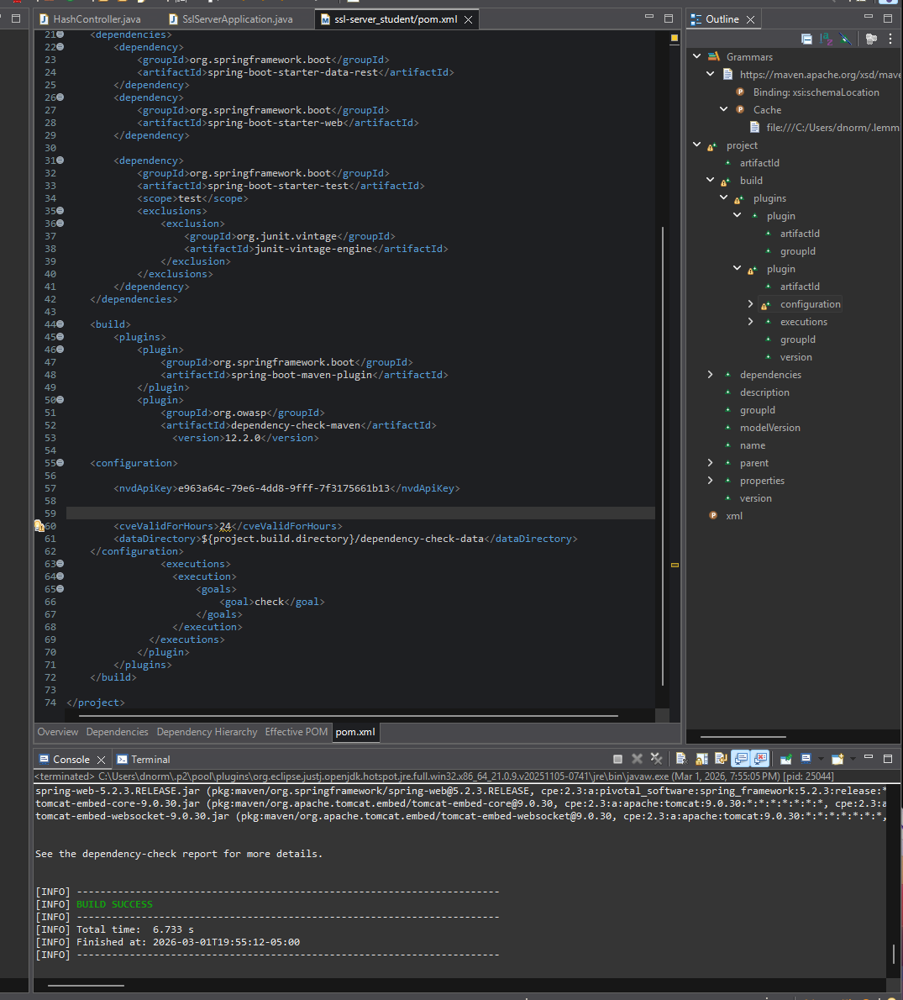 HashController.java
SslServerApplication.java
ssl-server_student/pom.xml
21 <dependencies>
22 <dependency>
23 <groupId>org.springframework.boot</groupId>
24 <artifactId>spring-boot-starter-data-rest</artifactId>
25 </dependency>
26 <dependency>
27 <groupId>org.springframework.boot</groupId>
28 <artifactId>spring-boot-starter-web</artifactId>
29 </dependency>
30
31 <dependency>
32 <groupId>org.springframework.boot</groupId>
33 <artifactId>spring-boot-starter-test</artifactId>
34 <scope>test</scope>
35 <exclusions>
36 <exclusion>
37 <groupId>org.junit.vintage</groupId>
38 <artifactId>junit-vintage-engine</artifactId>
39 </exclusion>
40 </exclusions>
41 </dependency>
42 </dependencies>
43
44 <build>
45 <plugins>
46 <plugin>
47 <groupId>org.springframework.boot</groupId>
48 <artifactId>spring-boot-maven-plugin</artifactId>
49 </plugin>
50 <plugin>
51 <groupId>org.owasp</groupId>
52 <artifactId>dependency-check-maven</artifactId>
53 <version>12.2.0</version>
54
55 <configuration>
56
57 <nvdApiKey>e963a64c-79e6-4dd8-9fff-7f3175661b13</nvdApiKey>
58
59
60 <cveValidForHours>24</cveValidForHours>
61 <dataDirectory>${project.build.directory}/dependency-check-data</dataDirectory>
62 </configuration>
63 <executions>
64 <execution>
65 <goals>
66 <goal>check</goal>
67 </goals>
68 </execution>
69 </executions>
70 </plugin>
71 </plugins>
72 </build>
73
74 </project>
Overview Dependencies Dependency Hierarchy Effective POM pom.xml
Outline
Grammars
https://maven.apache.org/xsd/mave
Binding: xsi:schemaLocation
Cache
file:///C:/Users/dnorm/.lemm
project
artifactId
build
plugins
plugin
artifactId
groupId
plugin
artifactId
configuration
executions
groupId
version
dependencies
description
groupId
modelVersion
name
parent
properties
version
xml
Console
Terminal
<terminated> C:\Users\dnorm\.p2\pool\plugins\org.eclipse.justj.openjdk.hotspot.jre.full.win32.x86_64_21.0.9.v20251105-0741\jre\bin\javaw.exe (Mar 1, 2026, 7:55:05 PM) [pid: 25044]
spring-web-5.2.3.RELEASE.jar (pkg:maven/org.springframework/spring-web@5.2.3.RELEASE, cpe:2.3:a:pivotal_software:spring_framework:5.2.3:release:*
tomcat-embed-core-9.0.30.jar (pkg:maven/org.apache.tomcat.embed/tomcat-embed-core@9.0.30, cpe:2.3:a:apache:tomcat:9.0.30:*:*:*:*:*:*:*, cpe:2.3:a
tomcat-embed-websocket-9.0.30.jar (pkg:maven/org.apache.tomcat.embed/tomcat-embed-websocket@9.0.30, cpe:2.3:a:apache:tomcat:9.0.30:*:*:*:*:*:*:*,
See the dependency-check report for more details.
[INFO] ------------------------------------------------------------------------
[INFO] BUILD SUCCESS
[INFO] ------------------------------------------------------------------------
[INFO] Total time:  6.733 s
[INFO] Finished at: 2026-03-01T19:55:12-05:00
[INFO] ------------------------------------------------------------------------